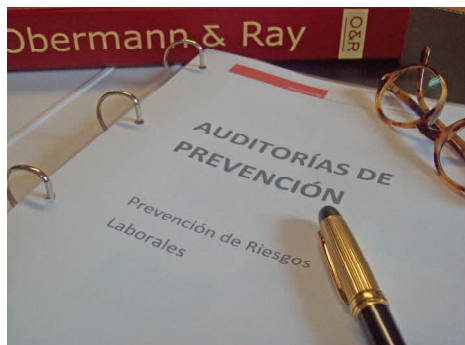 Obermann & Ray
O&R
AUDITORÍAS DE
PREVENCIÓN
Prevención de Riesgos
Laborales